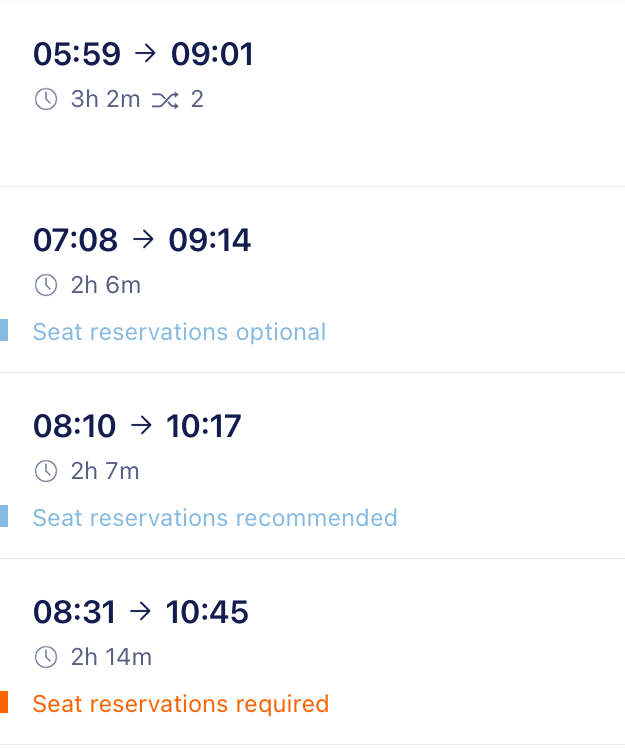 05:59 → 09:01
3h 2m 2
07:08 → 09:14
2h 6m
Seat reservations optional
08:10 → 10:17
2h 7m
Seat reservations recommended
08:31 → 10:45
2h 14m
Seat reservations required